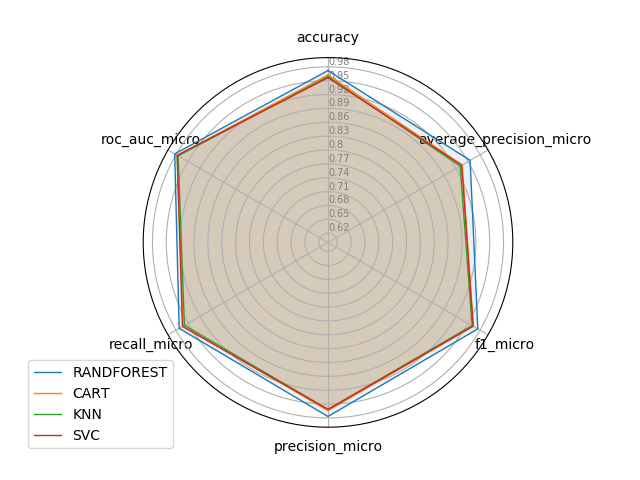 accuracy
0.98
0.95
0.92
0.89
0.86
0.83
0.8
0.77
0.74
0.71
0.68
0.65
0.62
roc_auc_micro
average_precision_micro
recall_micro
f1_micro
precision_micro
RANDFOREST
CART
KNN
SVC